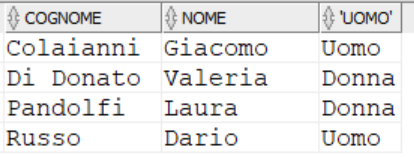 COGNOME NOME 'UOMO'
Colaianni Giacomo Uomo
Di Donato Valeria Donna
Pandolfi Laura Donna
Russo Dario Uomo